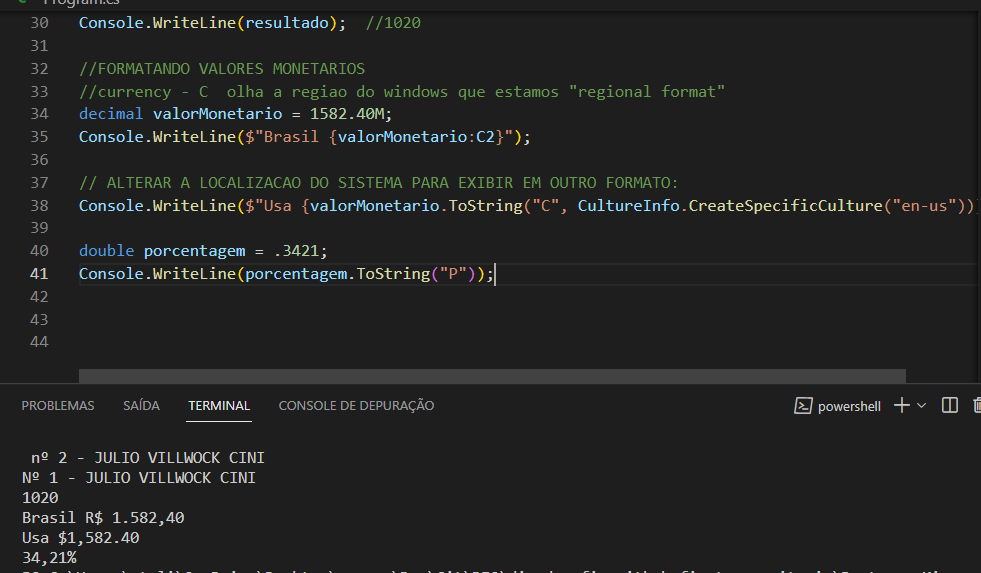 Program.cs
30 Console.WriteLine(resultado);  //1020
31
32 //FORMATANDO VALORES MONETARIOS
33 //currency - C  olha a regiao do windows que estamos "regional format"
34 decimal valorMonetario = 1582.40M;
35 Console.WriteLine($"Brasil {valorMonetario:C2}");
36
37 // ALTERAR A LOCALIZACAO DO SISTEMA PARA EXIBIR EM OUTRO FORMATO:
38 Console.WriteLine($"Usa {valorMonetario.ToString("C", CultureInfo.CreateSpecificCulture("en-us"))
39
40 double porcentagem = .3421;
41 Console.WriteLine(porcentagem.ToString("P"));
42
43
44
PROBLEMAS SAÍDA TERMINAL CONSOLE DE DEPURAÇÃO powershell
nº 2 - JULIO VILLWOCK CINI
Nº 1 - JULIO VILLWOCK CINI
1020
Brasil R$ 1.582,40
Usa $1,582.40
34,21%